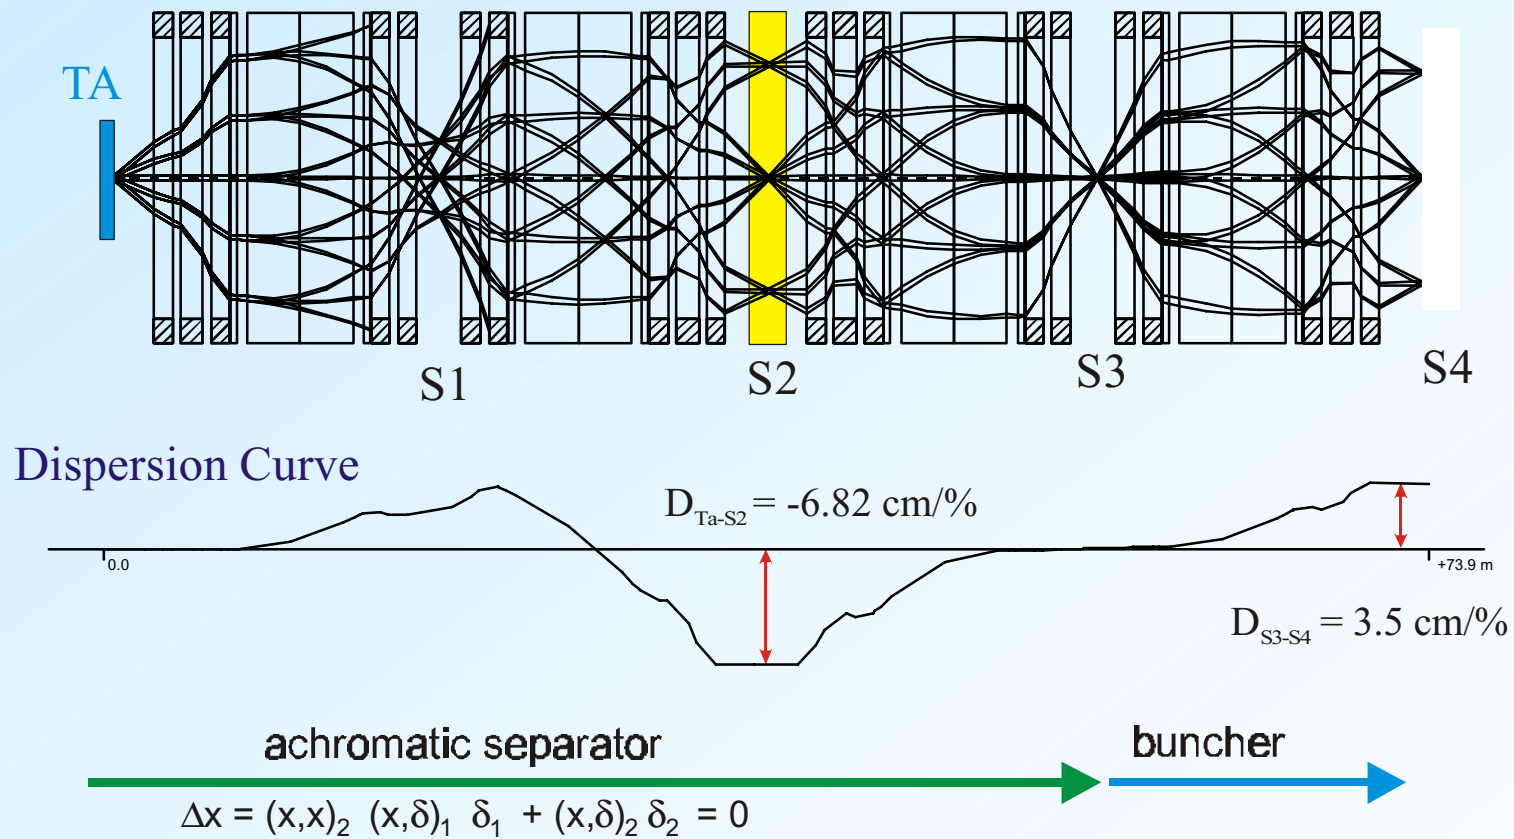 TA
S1
S2
S3
S4
Dispersion Curve
D_Ta-S2 = -6.82 cm/%
0.0
+73.9 m
D_S3-S4 = 3.5 cm/%
achromatic separator
buncher
Δx = (x,x)₂ (x,δ)₁ δ₁ + (x,δ)₂ δ₂ = 0